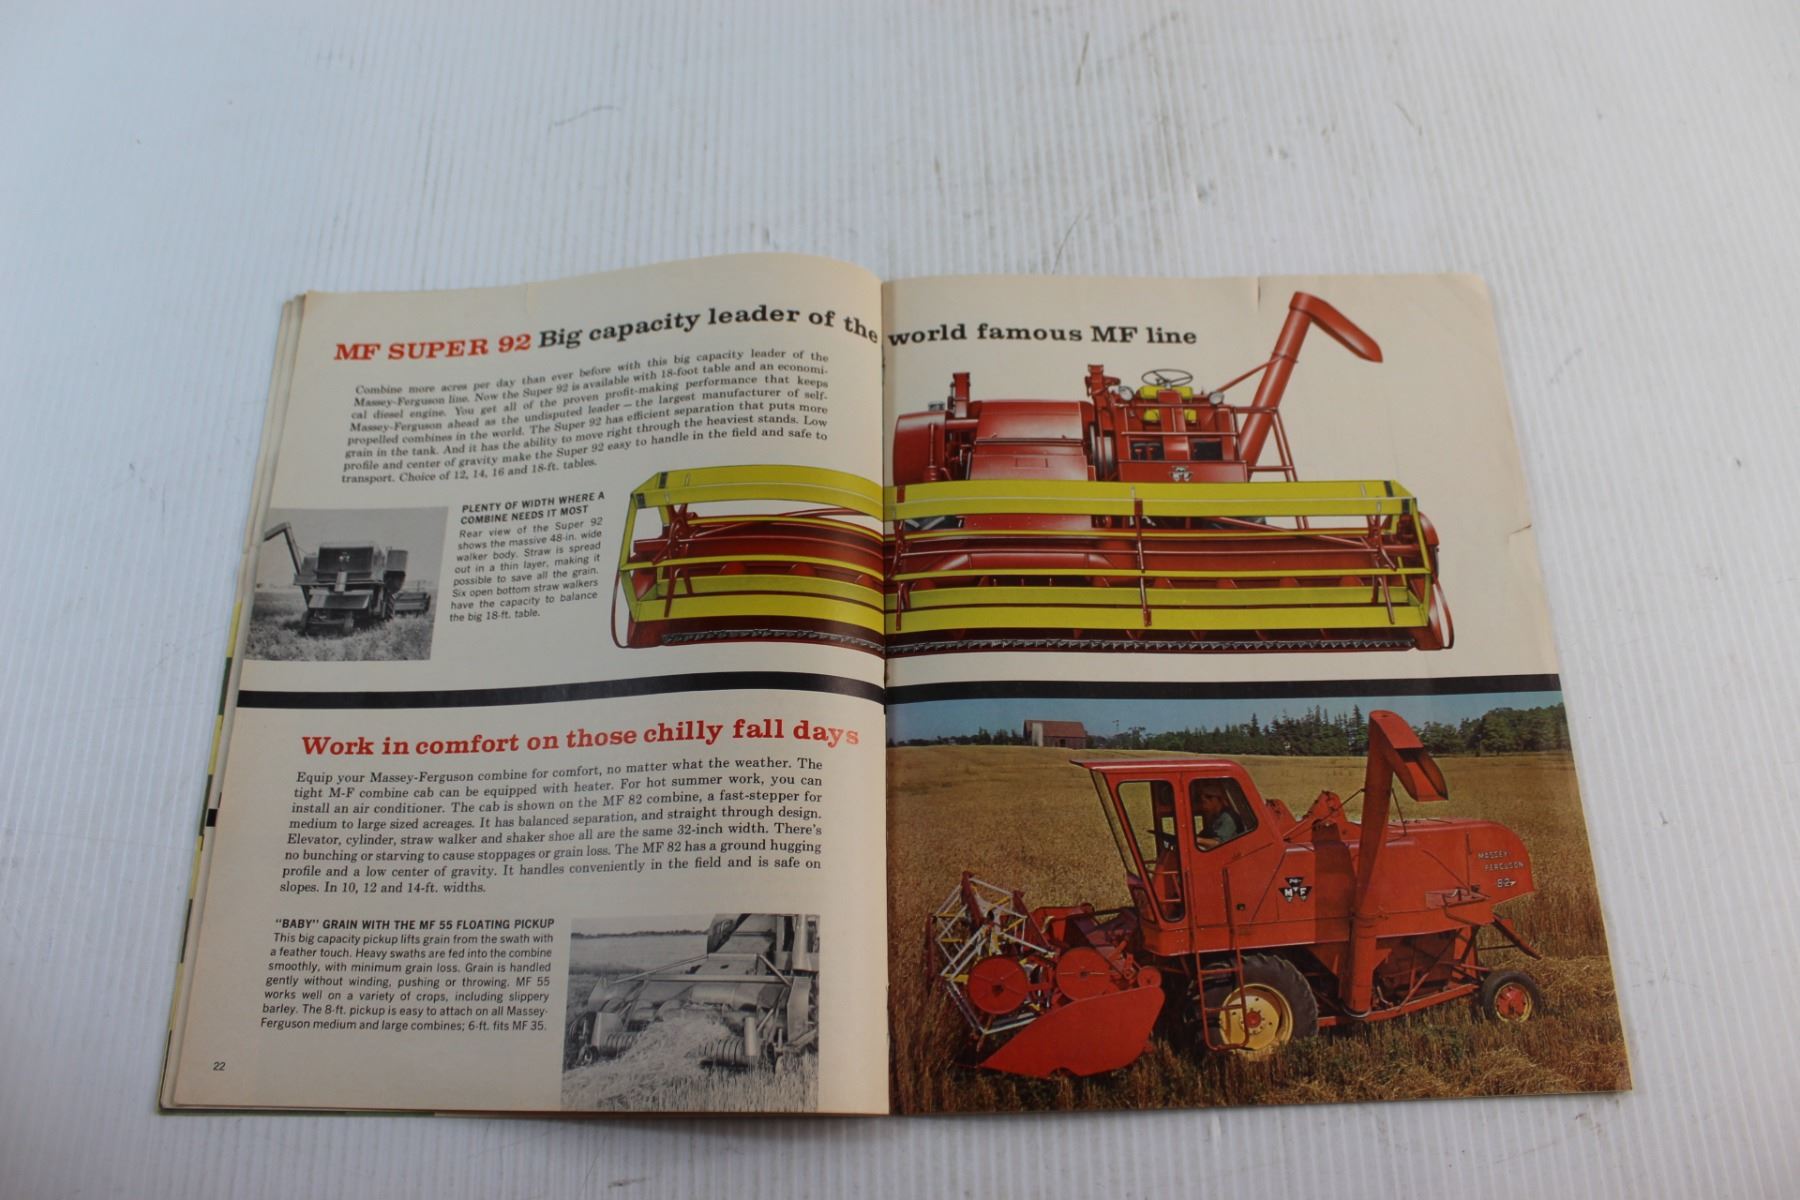 MF SUPER 92 Big capacity leader of the world famous MF line
Combine more acres per day than ever before with this big capacity leader of the
Massey-Ferguson line. Now the Super 92 is available with 18-foot table and an economi-
cal diesel engine. You get all of the proven profit-making performance that keeps
Massey-Ferguson ahead as the undisputed leader — the largest manufacturer of self-
propelled combines in the world. The Super 92 has efficient separation that puts more
grain in the tank. And it has the ability to move right through the heaviest stands. Low
profile and center of gravity make the Super 92 easy to handle in the field and safe to
transport. Choice of 12, 14, 16 and 18-ft. tables.
PLENTY OF WIDTH WHERE A
COMBINE NEEDS IT MOST
Rear view of the Super 92
shows the massive 48-in. wide
walker body. Straw is spread
out in a thin layer, making it
possible to save all the grain.
Six open bottom straw walkers
have the capacity to balance
the big 18-ft. table.
Work in comfort on those chilly fall days
Equip your Massey-Ferguson combine for comfort, no matter what the weather. The
tight M-F combine cab can be equipped with heater. For hot summer work, you can
install an air conditioner. The cab is shown on the MF 82 combine, a fast-stepper for
medium to large sized acreages. It has balanced separation, and straight through design.
Elevator, cylinder, straw walker and shaker shoe all are the same 32-inch width. There's
no bunching or starving to cause stoppages or grain loss. The MF 82 has a ground hugging
profile and a low center of gravity. It handles conveniently in the field and is safe on
slopes. In 10, 12 and 14-ft. widths.
"BABY" GRAIN WITH THE MF 55 FLOATING PICKUP
This big capacity pickup lifts grain from the swath with
a feather touch. Heavy swaths are fed into the combine
smoothly, with minimum grain loss. Grain is handled
gently without winding, pushing or throwing. MF 55
works well on a variety of crops, including slippery
barley. The 8-ft. pickup is easy to attach on all Massey-
Ferguson medium and large combines; 6-ft. fits MF 35.
22
MF
MASSEY-
FERGUSON
82